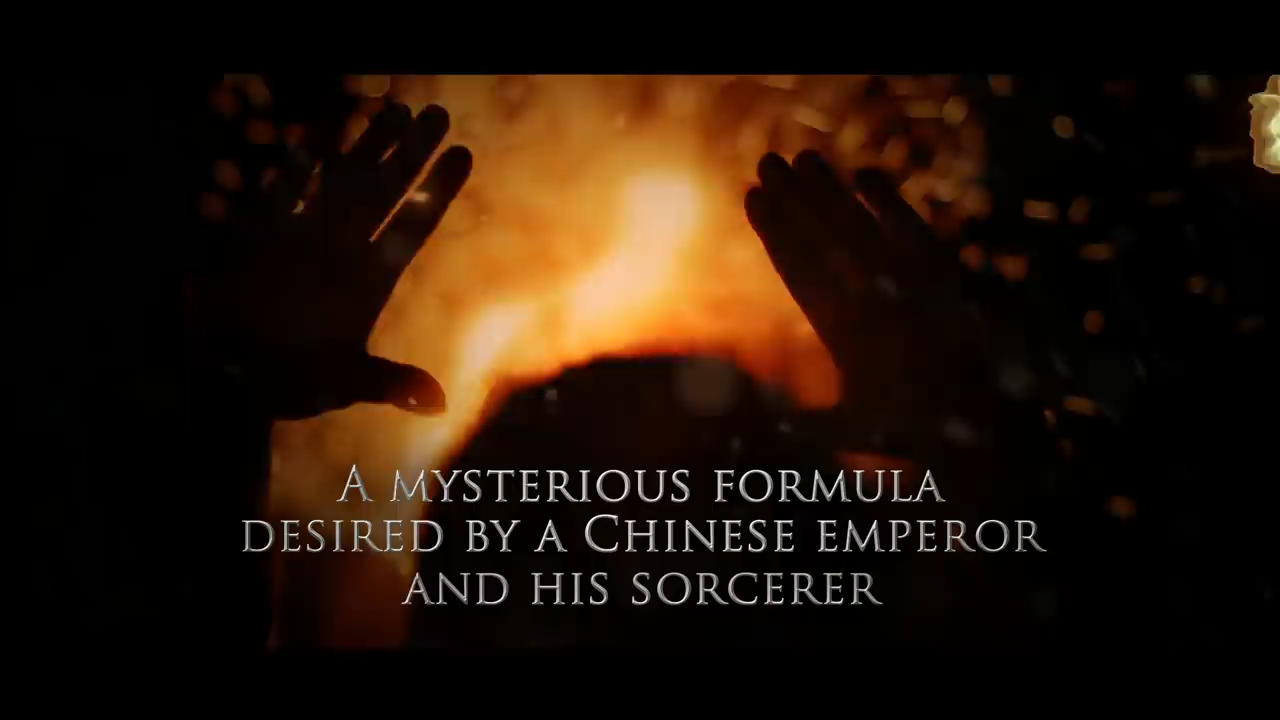 A MYSTERIOUS FORMULA
DESIRED BY A CHINESE EMPEROR
AND HIS SORCERER